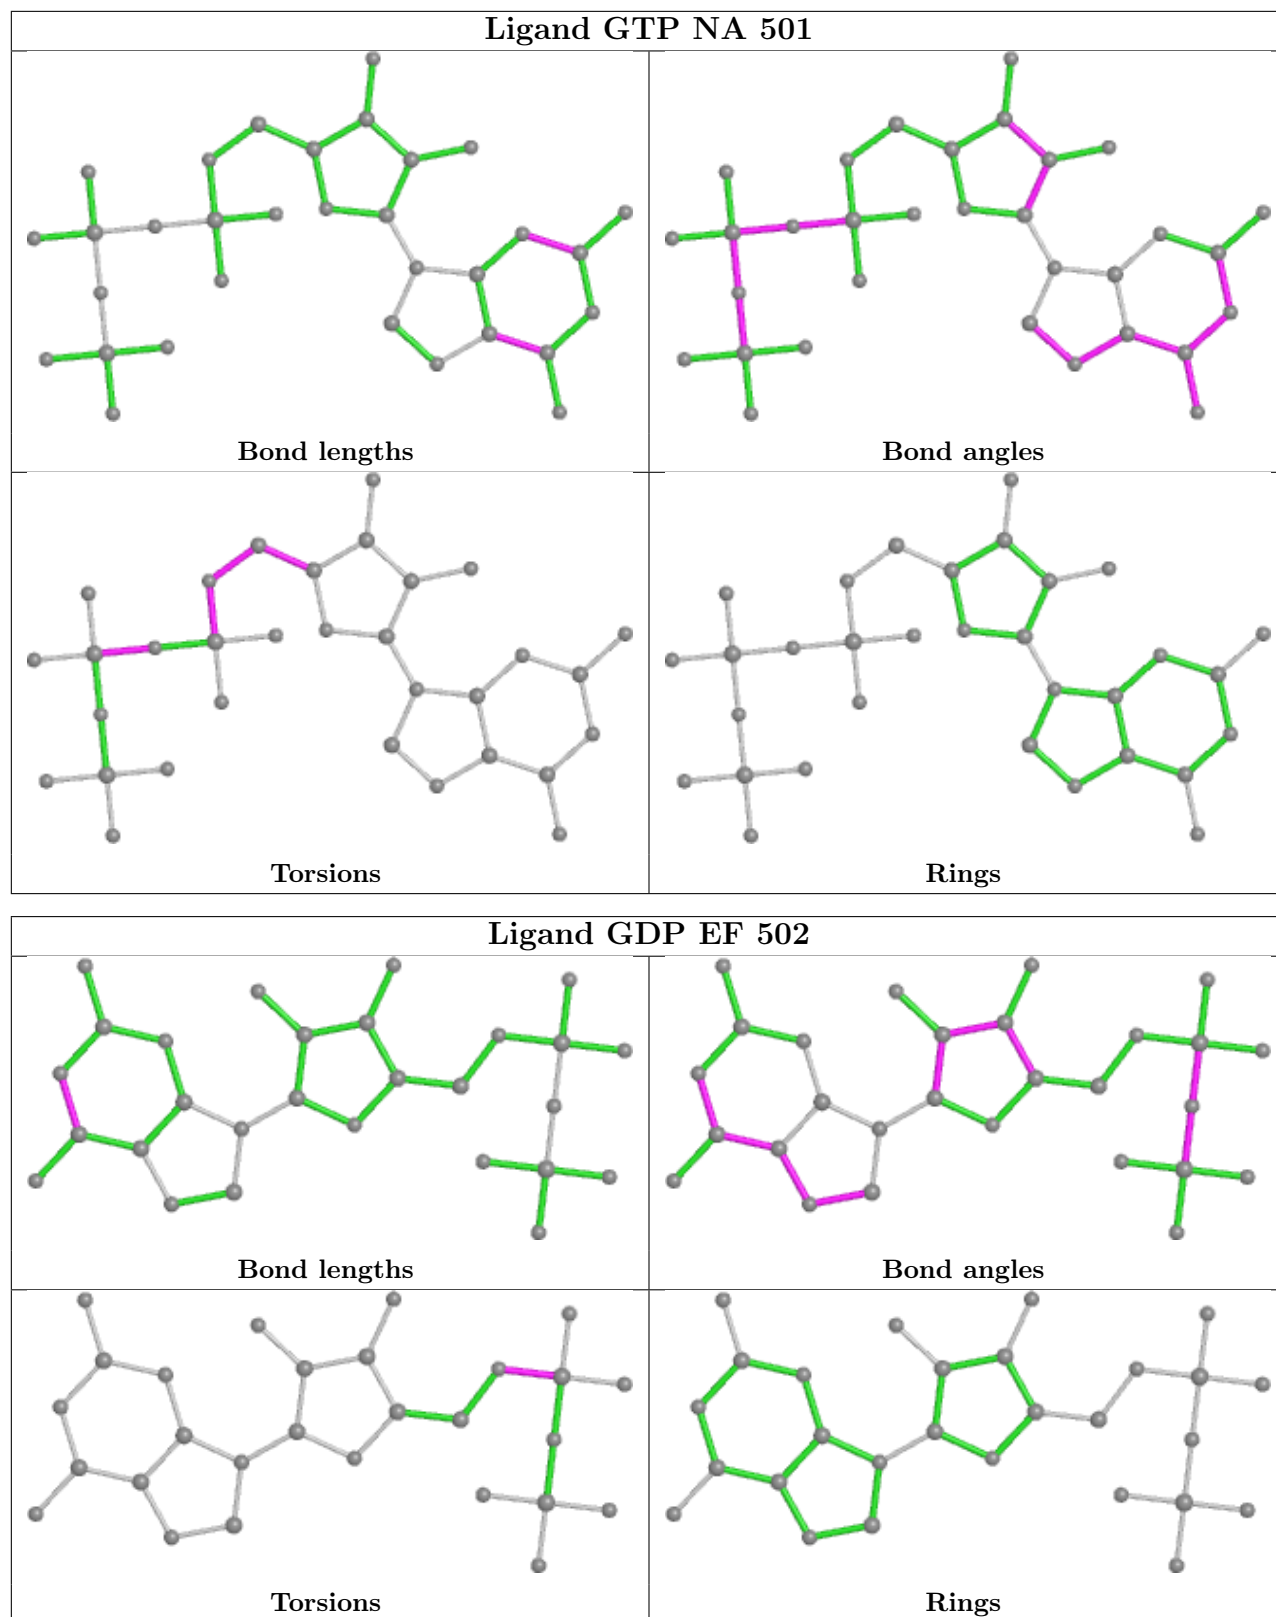 Ligand GTP NA 501
Bond lengths
Bond angles
Torsions
Rings
Ligand GDP EF 502
Bond lengths
Bond angles
Torsions
Rings